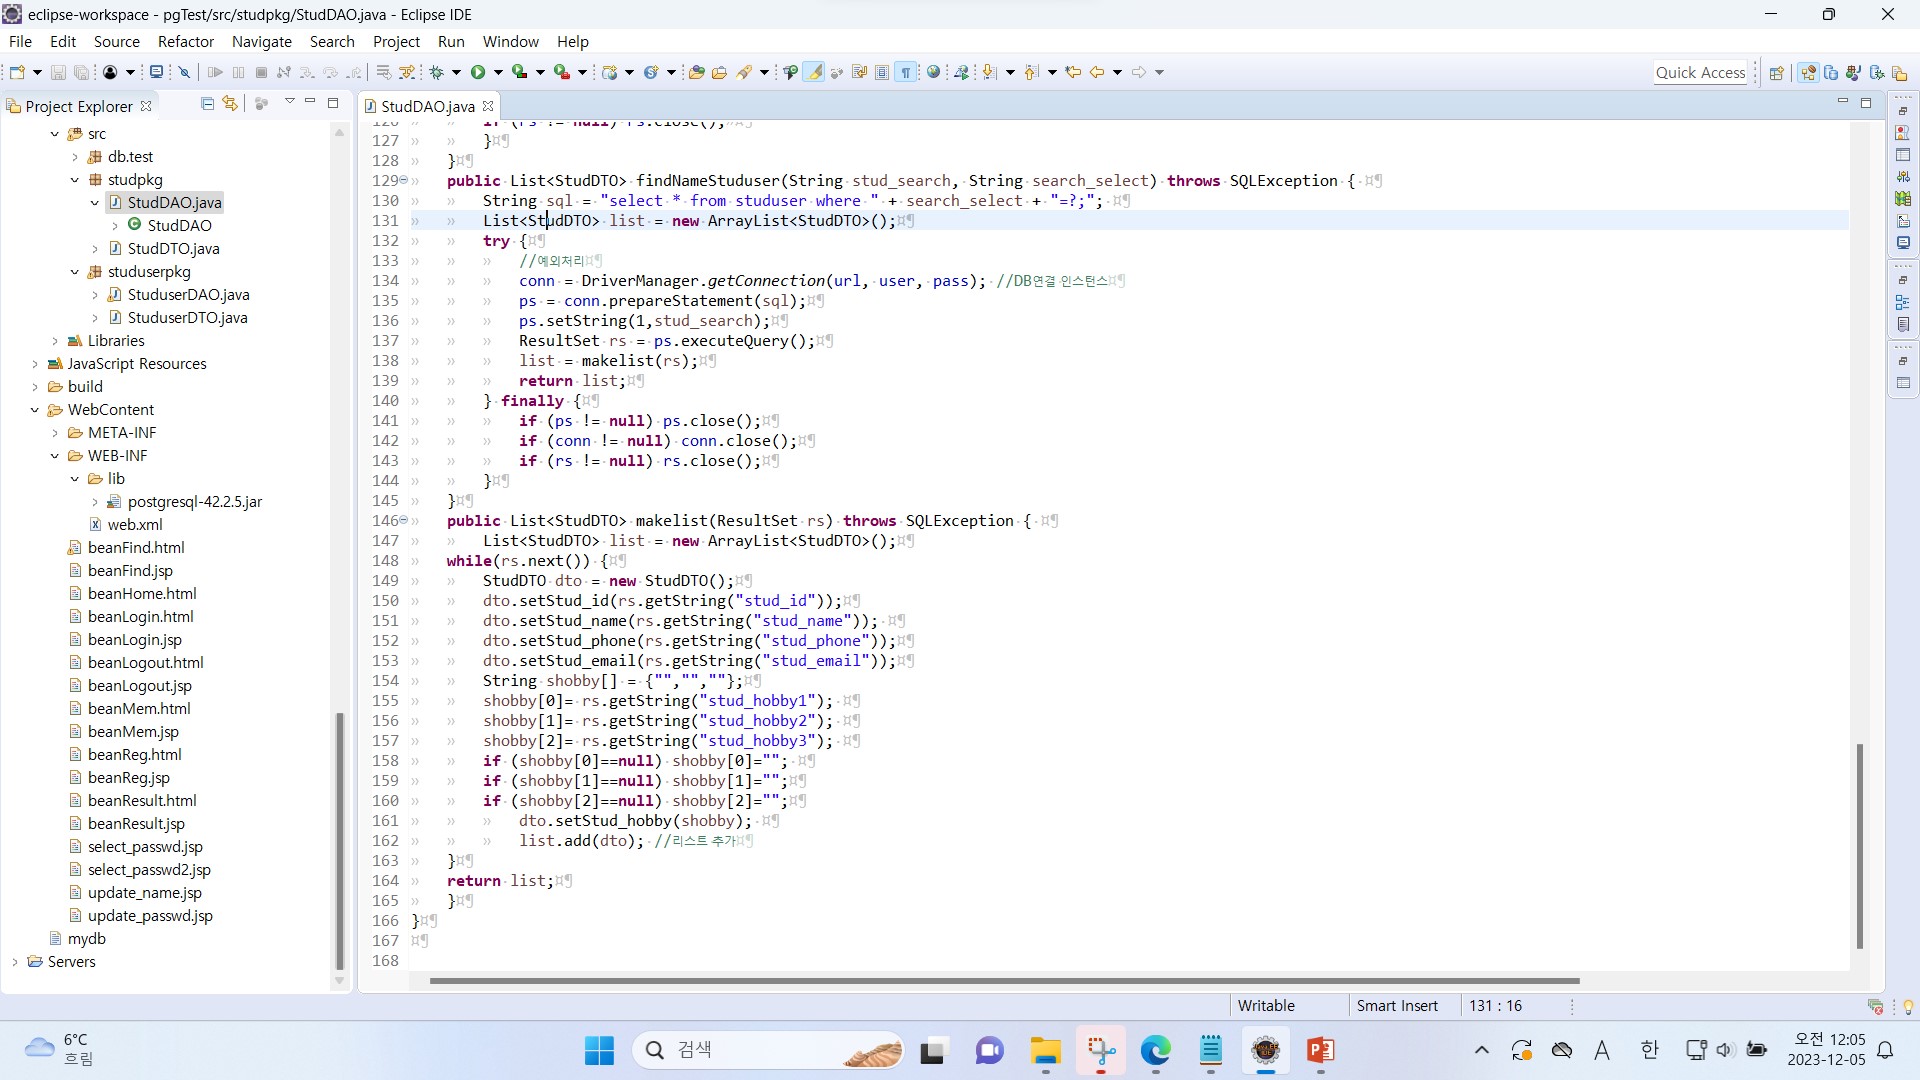 eclipse-workspace - pgTest/src/studpkg/StudDAO.java - Eclipse IDE
File Edit Source Refactor Navigate Search Project Run Window Help
Quick Access
Project Explorer
src
db.test
studpkg
StudDAO.java
StudDAO
StudDTO.java
studuserpkg
StuduserDAO.java
StuduserDTO.java
Libraries
JavaScript Resources
build
WebContent
META-INF
WEB-INF
lib
postgresql-42.2.5.jar
web.xml
beanFind.html
beanFind.jsp
beanHome.html
beanLogin.html
beanLogin.jsp
beanLogout.html
beanLogout.jsp
beanMem.html
beanMem.jsp
beanReg.html
beanReg.jsp
beanResult.html
beanResult.jsp
select_passwd.jsp
select_passwd2.jsp
update_name.jsp
update_passwd.jsp
mydb
Servers
StudDAO.java
126 if (rs != null) rs.close();
127 }
128 }
129 public List<StudDTO> findNameStuduser(String stud_search, String search_select) throws SQLException {
130 String sql = "select * from studuser where " + search_select + "=?;";
131 List<StudDTO> list = new ArrayList<StudDTO>();
132 try {
133 //예외처리
134 conn = DriverManager.getConnection(url, user, pass); //DB연결 인스턴스
135 ps = conn.prepareStatement(sql);
136 ps.setString(1,stud_search);
137 ResultSet rs = ps.executeQuery();
138 list = makelist(rs);
139 return list;
140 } finally {
141 if (ps != null) ps.close();
142 if (conn != null) conn.close();
143 if (rs != null) rs.close();
144 }
145 }
146 public List<StudDTO> makelist(ResultSet rs) throws SQLException {
147 List<StudDTO> list = new ArrayList<StudDTO>();
148 while(rs.next()) {
149 StudDTO dto = new StudDTO();
150 dto.setStud_id(rs.getString("stud_id"));
151 dto.setStud_name(rs.getString("stud_name"));
152 dto.setStud_phone(rs.getString("stud_phone"));
153 dto.setStud_email(rs.getString("stud_email"));
154 String shobby[] = {"","",""};
155 shobby[0]= rs.getString("stud_hobby1");
156 shobby[1]= rs.getString("stud_hobby2");
157 shobby[2]= rs.getString("stud_hobby3");
158 if (shobby[0]==null) shobby[0]="";
159 if (shobby[1]==null) shobby[1]="";
160 if (shobby[2]==null) shobby[2]="";
161 dto.setStud_hobby(shobby);
162 list.add(dto); //리스트 추가
163 }
164 return list;
165 }
166 }
167
168
Writable Smart Insert 131 : 16
6°C
흐림
검색
A 한
오전 12:05
2023-12-05